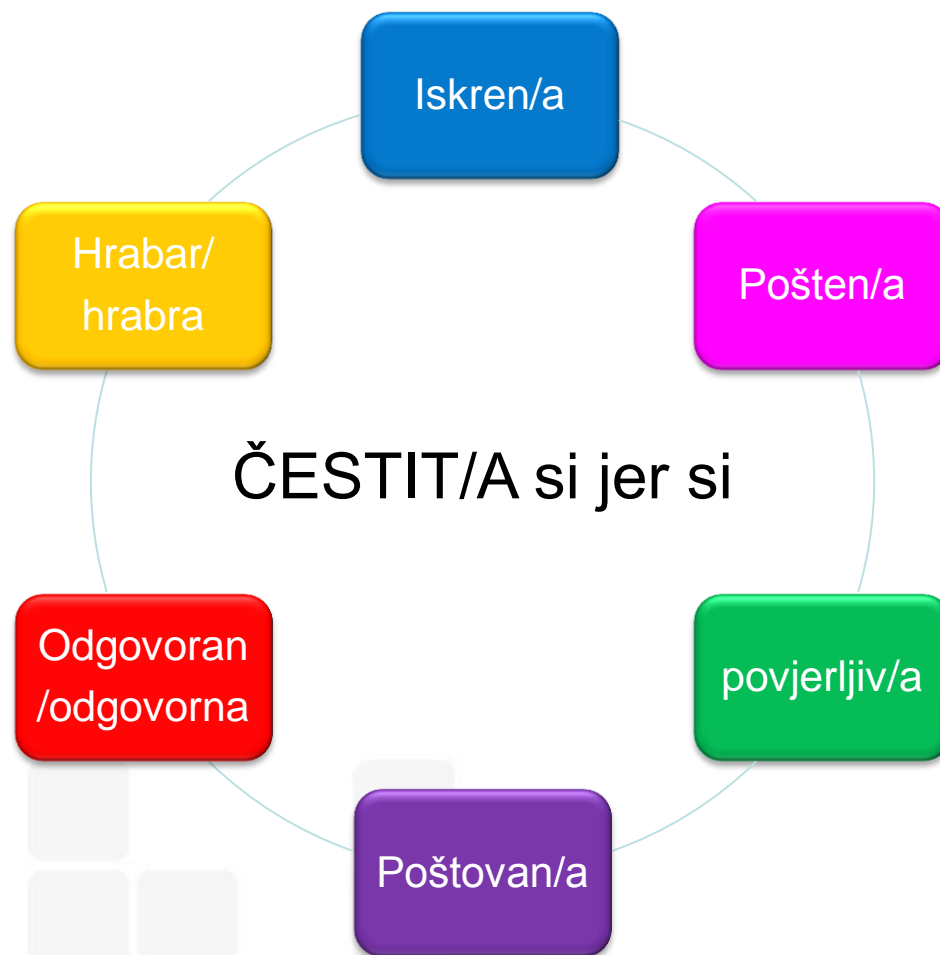 Iskren/a
Pošten/a
povjerljiv/a
Poštovan/a
Odgovoran
/odgovorna
Hrabar/
hrabra
ČESTIT/A si jer si